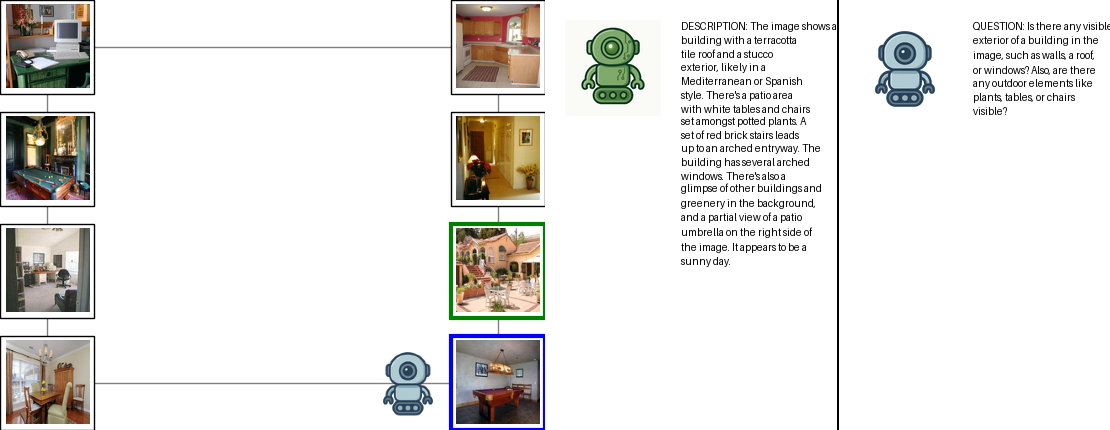 DESCRIPTION: The image shows a
building with a terracotta
tile roof and a stucco
exterior, likely in a
Mediterranean or Spanish
style. There's a patio area
with white tables and chairs
set amongst potted plants. A
set of red brick stairs leads
up to an arched entryway. The
building has several arched
windows. There's also a
glimpse of other buildings and
greenery in the background,
and a partial view of a patio
umbrella on the right side of
the image. It appears to be a
sunny day.
QUESTION: Is there any visible
exterior of a building in the
image, such as walls, a roof,
or windows? Also, are there
any outdoor elements like
plants, tables, or chairs
visible?